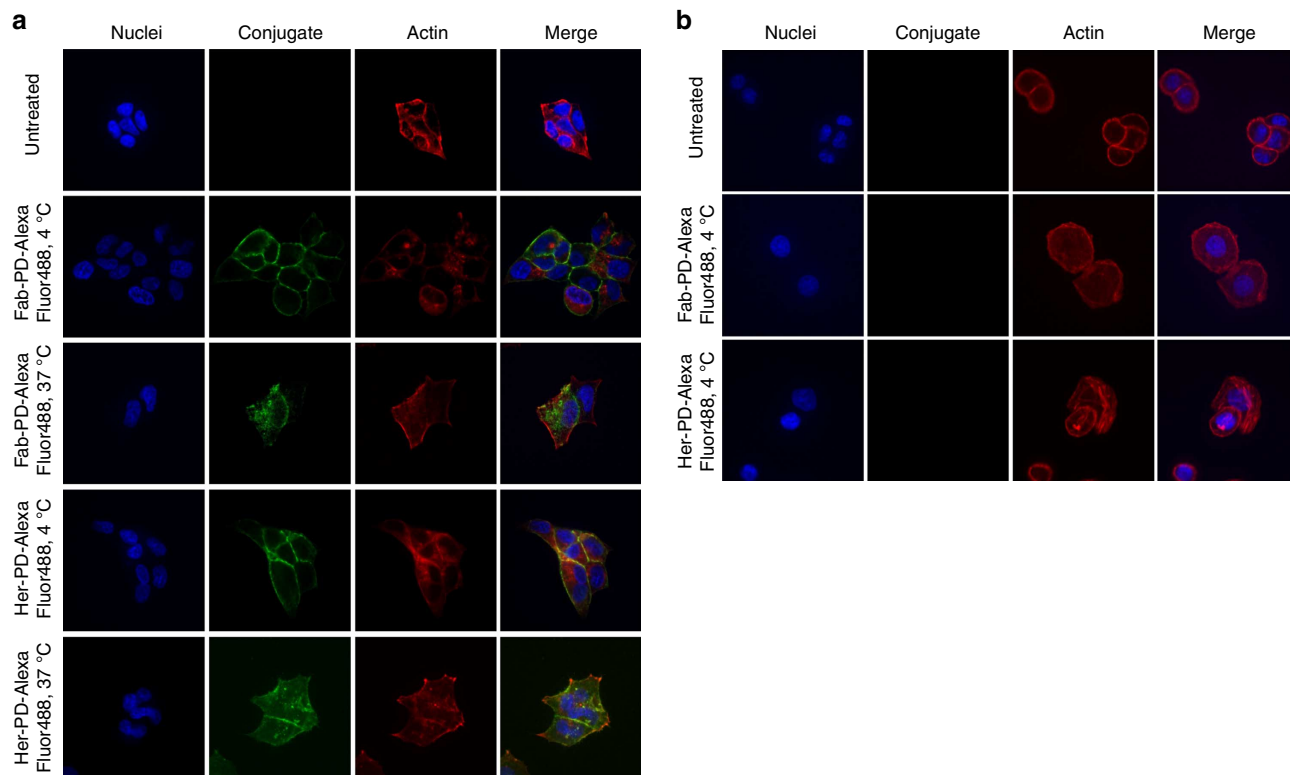 a
Nuclei Conjugate Actin Merge
Untreated
Fab-PD-Alexa
Fluor488, 4 °C
Fab-PD-Alexa
Fluor488, 37 °C
Her-PD-Alexa
Fluor488, 4 °C
Her-PD-Alexa
Fluor488, 37 °C
b
Nuclei Conjugate Actin Merge
Untreated
Fab-PD-Alexa
Fluor488, 4 °C
Her-PD-Alexa
Fluor488, 4 °C